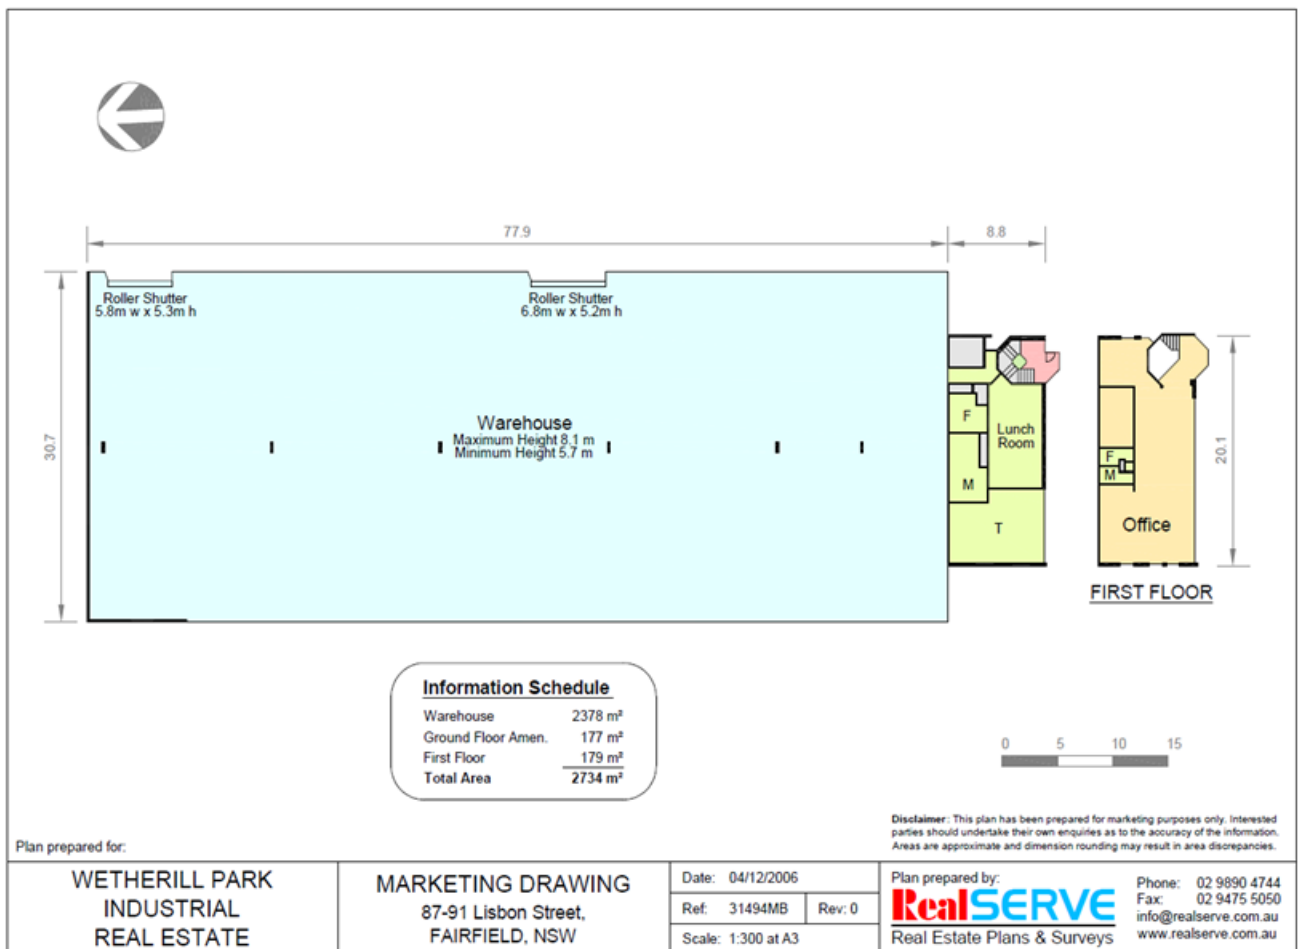 77.9
8.8
Roller Shutter
5.8m w x 5.3m h
Roller Shutter
6.8m w x 5.2m h
30.7
Warehouse
Maximum Height 8.1 m
Minimum Height 5.7 m
F
Lunch
Room
M
T
F
M
Office
20.1
FIRST FLOOR
Information Schedule
Warehouse 2378 m²
Ground Floor Amen. 177 m²
First Floor 179 m²
Total Area 2734 m²
0 5 10 15
Disclaimer: This plan has been prepared for marketing purposes only. Interested
parties should undertake their own enquiries as to the accuracy of the information.
Areas are approximate and dimension rounding may result in area discrepancies.
Plan prepared for:
WETHERILL PARK
INDUSTRIAL
REAL ESTATE
MARKETING DRAWING
87-91 Lisbon Street,
FAIRFIELD, NSW
Date: 04/12/2006
Ref: 31494MB Rev: 0
Scale: 1:300 at A3
Plan prepared by:
RealSERVE
Real Estate Plans & Surveys
Phone: 02 9890 4744
Fax: 02 9475 5050
info@realserve.com.au
www.realserve.com.au